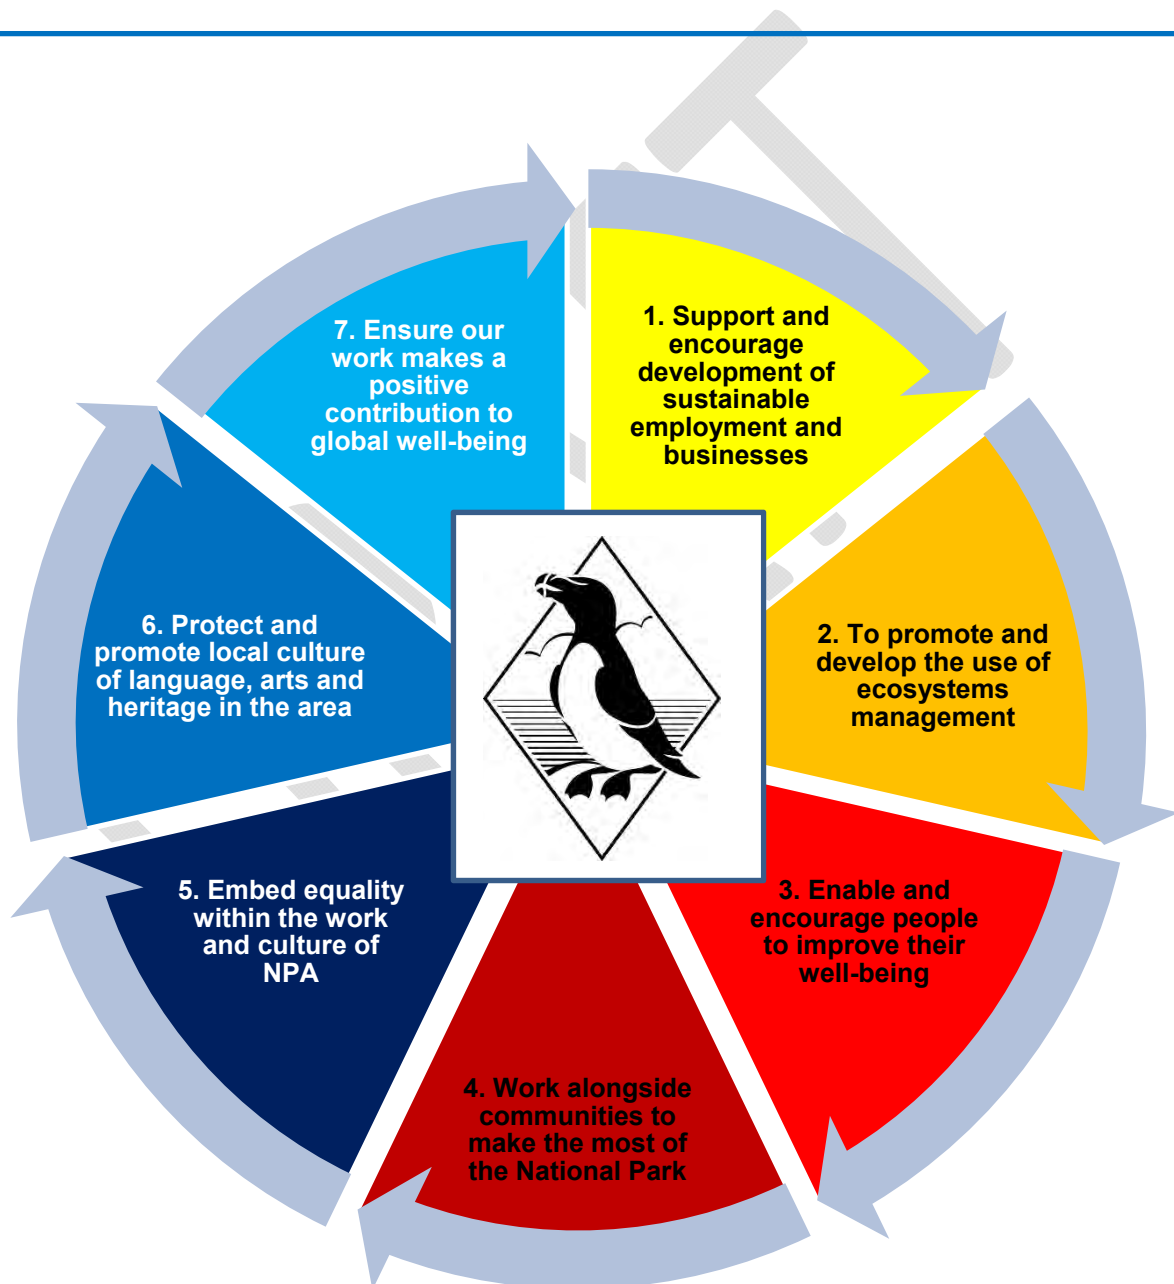 1. Support and
encourage
development of
sustainable
employment and
businesses
2. To promote and
develop the use of
ecosystems
management
3. Enable and
encourage people
to improve their
well-being
4. Work alongside
communities to
make the most of
the National Park
5. Embed equality
within the work
and culture of
NPA
6. Protect and
promote local culture
of language, arts and
heritage in the area
7. Ensure our
work makes a
positive
contribution to
global well-being